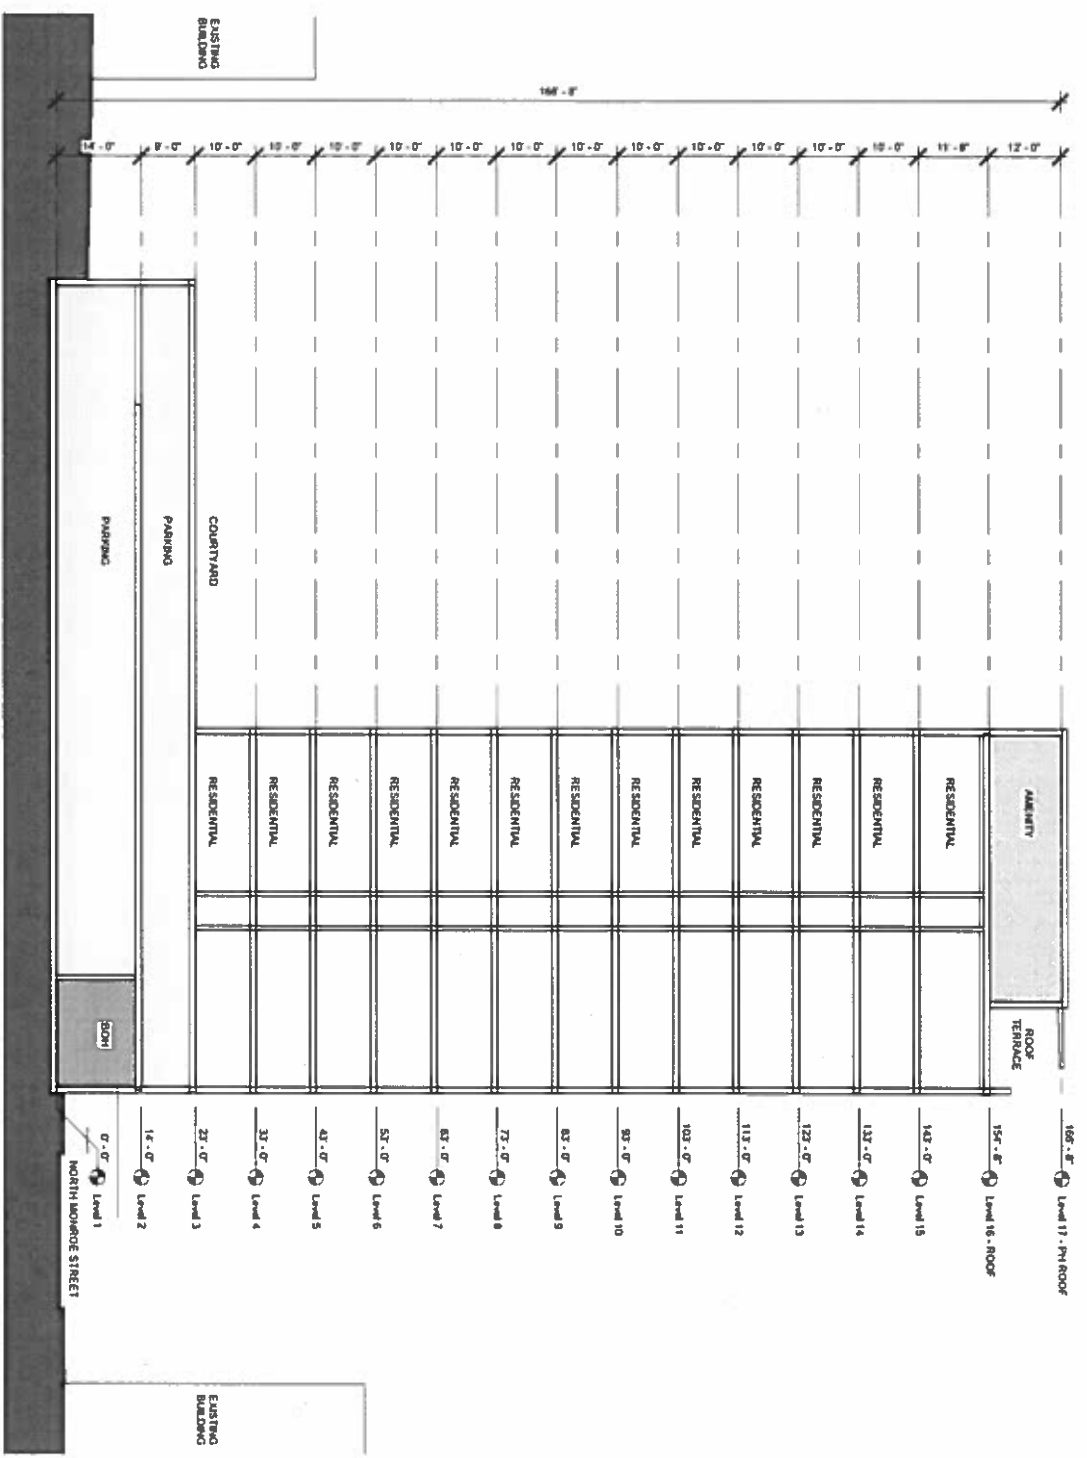 12' - 0"
166' - 8" Level 17 - PH ROOF
AMENITY
ROOF
TERRACE
11' - 8"
154' - 8" Level 16 - ROOF
RESIDENTIAL
10' - 0"
143' - 0" Level 15
RESIDENTIAL
10' - 0"
133' - 0" Level 14
RESIDENTIAL
10' - 0"
123' - 0" Level 13
RESIDENTIAL
10' - 0"
113' - 0" Level 12
RESIDENTIAL
10' - 0"
103' - 0" Level 11
RESIDENTIAL
10' - 0"
93' - 0" Level 10
RESIDENTIAL
166' - 8"
10' - 0"
83' - 0" Level 9
RESIDENTIAL
10' - 0"
73' - 0" Level 8
RESIDENTIAL
10' - 0"
63' - 0" Level 7
RESIDENTIAL
10' - 0"
53' - 0" Level 6
RESIDENTIAL
10' - 0"
43' - 0" Level 5
RESIDENTIAL
10' - 0"
33' - 0" Level 4
RESIDENTIAL
EXISTING
BUILDING
COURTYARD
EXISTING
BUILDING
9' - 0"
23' - 0" Level 3
PARKING
14' - 0"
14' - 0" Level 2
PARKING
BOH
0' - 0" Level 1
NORTH MONROE STREET